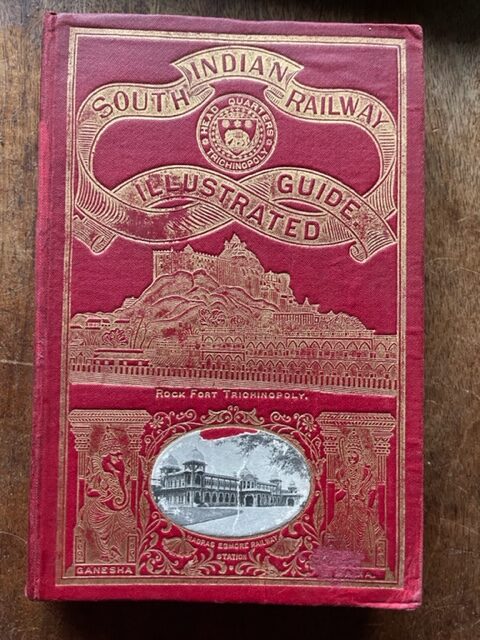 SOUTH INDIAN RAILWAY
HEAD QUARTERS
TRICHINOPOLY
ILLUSTRATED GUIDE.
ROCK FORT TRICHINOPOLY.
MADRAS EGMORE RAILWAY
STATION
GANESHA